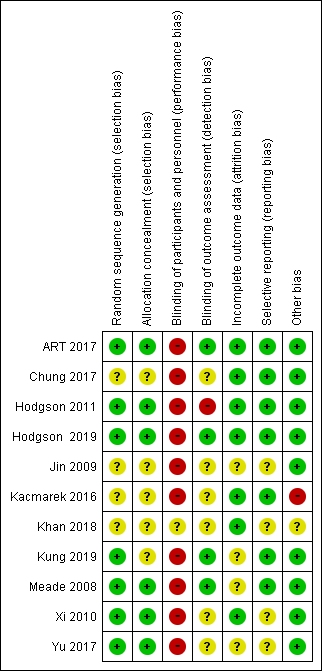 Random sequence generation (selection bias)
Allocation concealment (selection bias)
Blinding of participants and personnel (performance bias)
Blinding of outcome assessment (detection bias)
Incomplete outcome data (attrition bias)
Selective reporting (reporting bias)
Other bias
ART 2017 + + - + + + +
Chung 2017 ? ? - ? + + +
Hodgson 2011 + + - - + + +
Hodgson 2019 + + - + + + +
Jin 2009 ? ? - ? ? ? +
Kacmarek 2016 ? ? - ? + + -
Khan 2018 ? ? ? ? + ? ?
Kung 2019 + ? - + ? + +
Meade 2008 + + - + ? + +
Xi 2010 + + - ? + ? +
Yu 2017 + + - ? ? ? +